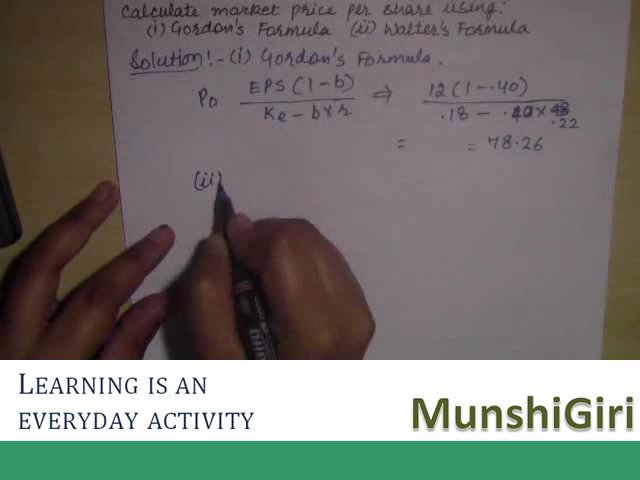 Calculate market price per share using:
(i) Gordon's Formula (ii) Walter's Formula
Solution:- (i) Gordon's Formula.
Po EPS(1-b) ⇒ 12(1-.40)
Ke-b×r .18 - .40×
.22
= = 78.26
(ii)
LEARNING IS AN
EVERYDAY ACTIVITY
MunshiGiri